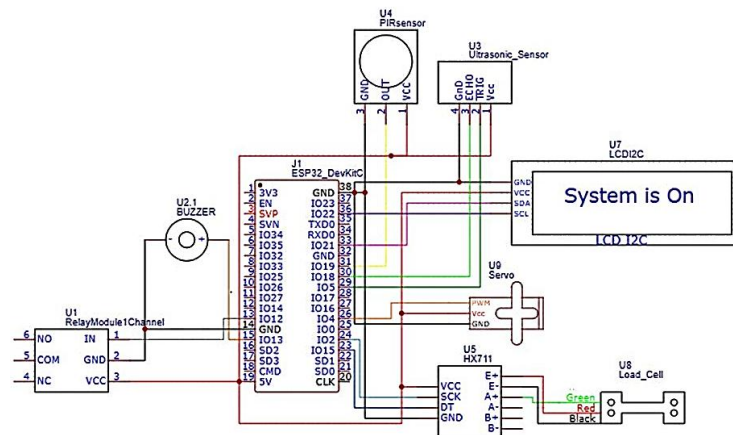 U4
PIRsensor
GND
OUT
VCC
3
2
1
U3
Ultrasonic_Sensor
GnD
ECHO
TRIG
Vcc
4
3
2
1
U7
LCDI2C
GND
VCC
SDA
SCL
System is On
LCD I2C
J1
ESP32_DevKitC
1 3V3
2 EN
3 SVP
4 SVN
5 IO34
6 IO35
7 IO32
8 IO33
9 IO25
10 IO26
11 IO27
12 IO14
13 IO12
14 GND
15 IO13
16 SD2
17 SD3
18 CMD
19 5V
GND 38
IO23 37
IO22 36
TXD0 35
RXD0 34
IO21 33
GND 32
IO19 31
IO18 30
IO5 29
IO17 28
IO16 27
IO4 26
IO0 25
IO2 24
IO15 23
SD1 22
SD0 21
CLK 20
U2.1
BUZZER
-
+
U1
RelayModule1Channel
6 NO
5 COM
4 NC
IN 1
GND 2
VCC 3
U9
Servo
PWM
Vcc
GND
U5
HX711
VCC
SCK
DT
GND
E+
E-
A+
A-
B+
B-
U8
Load_Cell
Green
Red
Black